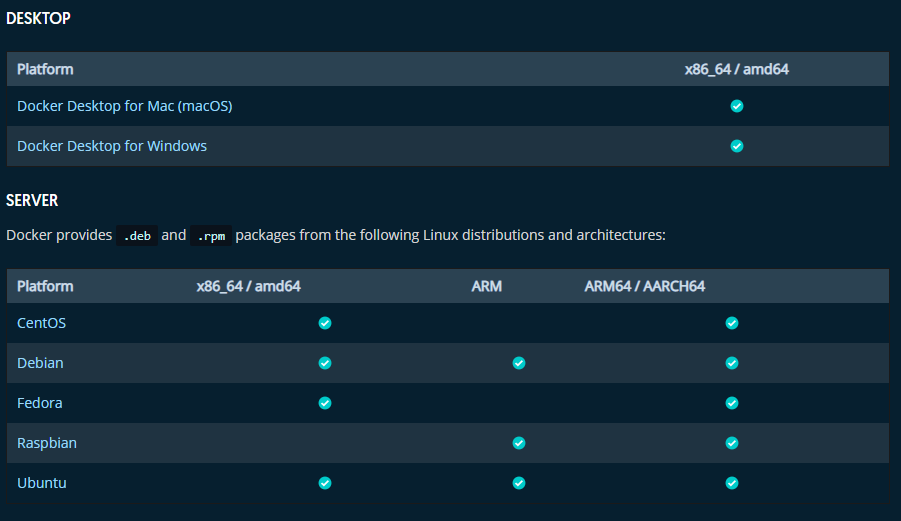 DESKTOP
Platform x86_64 / amd64
Docker Desktop for Mac (macOS)
Docker Desktop for Windows
SERVER
Docker provides .deb and .rpm packages from the following Linux distributions and architectures:
Platform x86_64 / amd64 ARM ARM64 / AARCH64
CentOS
Debian
Fedora
Raspbian
Ubuntu